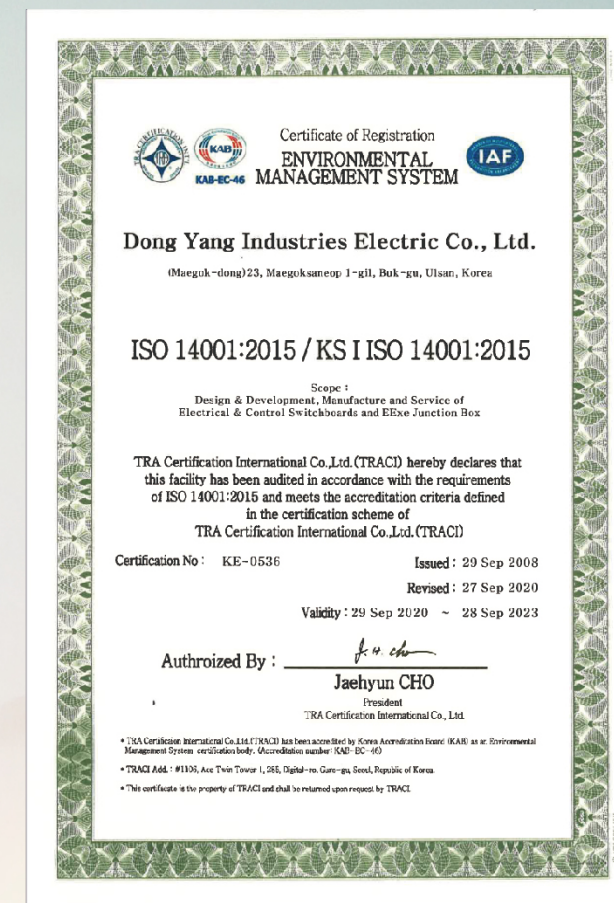 TRA CERTIFICATION INT'L
KAB
KAB-EC-46
Certificate of Registration
ENVIRONMENTAL
MANAGEMENT SYSTEM
IAF
Dong Yang Industries Electric Co., Ltd.
(Maegok-dong)23, Maegoksaneop 1-gil, Buk-gu, Ulsan, Korea
ISO 14001:2015 / KS I ISO 14001:2015
Scope :
Design & Development, Manufacture and Service of
Electrical & Control Switchboards and EExe Junction Box
TRA Certification International Co.,Ltd.(TRACI) hereby declares that
this facility has been audited in accordance with the requirements
of ISO 14001:2015 and meets the accreditation criteria defined
in the certification scheme of
TRA Certification International Co.,Ltd.(TRACI)
Certification No : KE-0536
Issued : 29 Sep 2008
Revised : 27 Sep 2020
Validity : 29 Sep 2020 ~ 28 Sep 2023
Authroized By :
J. H. cho
Jaehyun CHO
President
TRA Certification International Co., Ltd.
* TRA Certification International Co.,Ltd.(TRACI) has been accredited by Korea Accreditation Board (KAB) as an Environmental
Management System certification body. (Accreditation number: KAB-EC-46)
* TRACI Add. : #1106, Ace Twin Tower 1, 285, Digital-ro, Guro-gu, Seoul, Republic of Korea.
* This certificate is the property of TRACI and shall be returned upon request by TRACI.